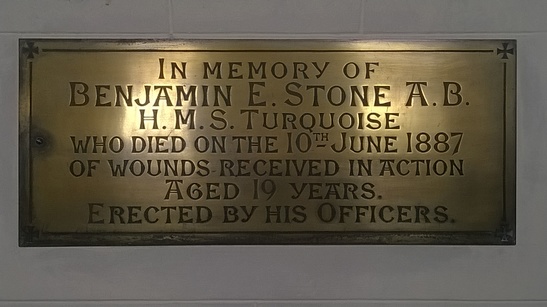 In memory of
Benjamin E. Stone A.B.
H.M.S. Turquoise
who died on the 10th June 1887
of wounds received in action
Aged 19 years.
Erected by his Officers.